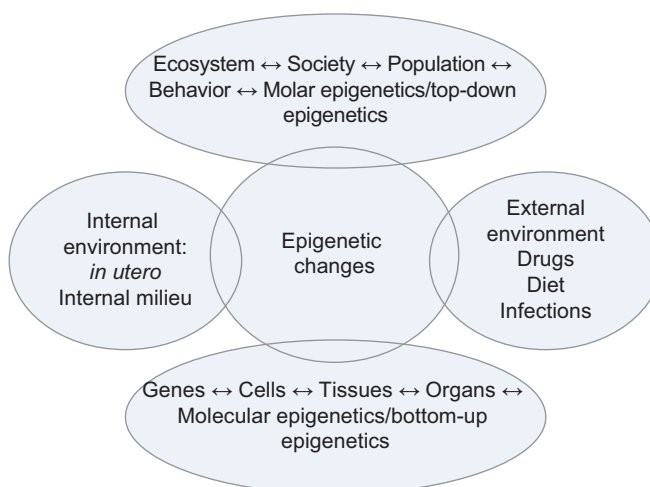 Ecosystem ↔ Society ↔ Population ↔
Behavior ↔ Molar epigenetics/top-down
epigenetics
Internal
environment:
in utero
Internal milieu
Epigenetic
changes
External
environment
Drugs
Diet
Infections
Genes ↔ Cells ↔ Tissues ↔ Organs ↔
Molecular epigenetics/bottom-up
epigenetics